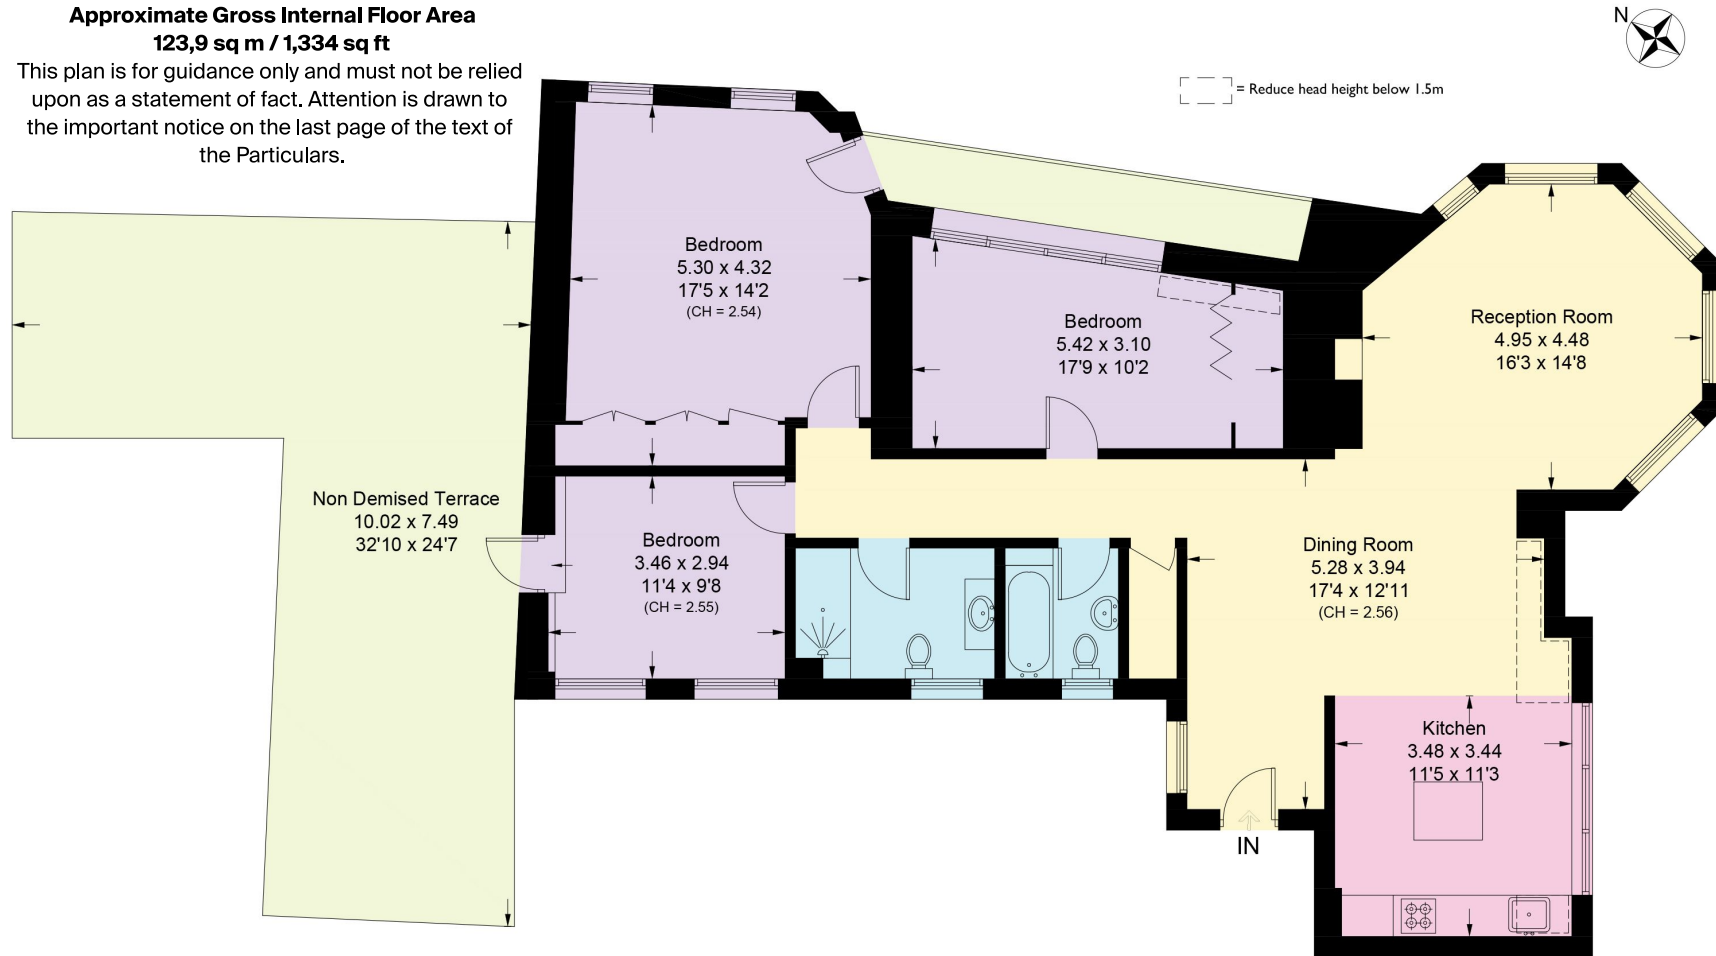 Approximate Gross Internal Floor Area
123,9 sq m / 1,334 sq ft
This plan is for guidance only and must not be relied
upon as a statement of fact. Attention is drawn to
the important notice on the last page of the text of
the Particulars.
N
= Reduce head height below 1.5m
Bedroom
5.30 x 4.32
17'5 x 14'2
(CH = 2.54)
Bedroom
5.42 x 3.10
17'9 x 10'2
Reception Room
4.95 x 4.48
16'3 x 14'8
Non Demised Terrace
10.02 x 7.49
32'10 x 24'7
Bedroom
3.46 x 2.94
11'4 x 9'8
(CH = 2.55)
Dining Room
5.28 x 3.94
17'4 x 12'11
(CH = 2.56)
Kitchen
3.48 x 3.44
11'5 x 11'3
IN